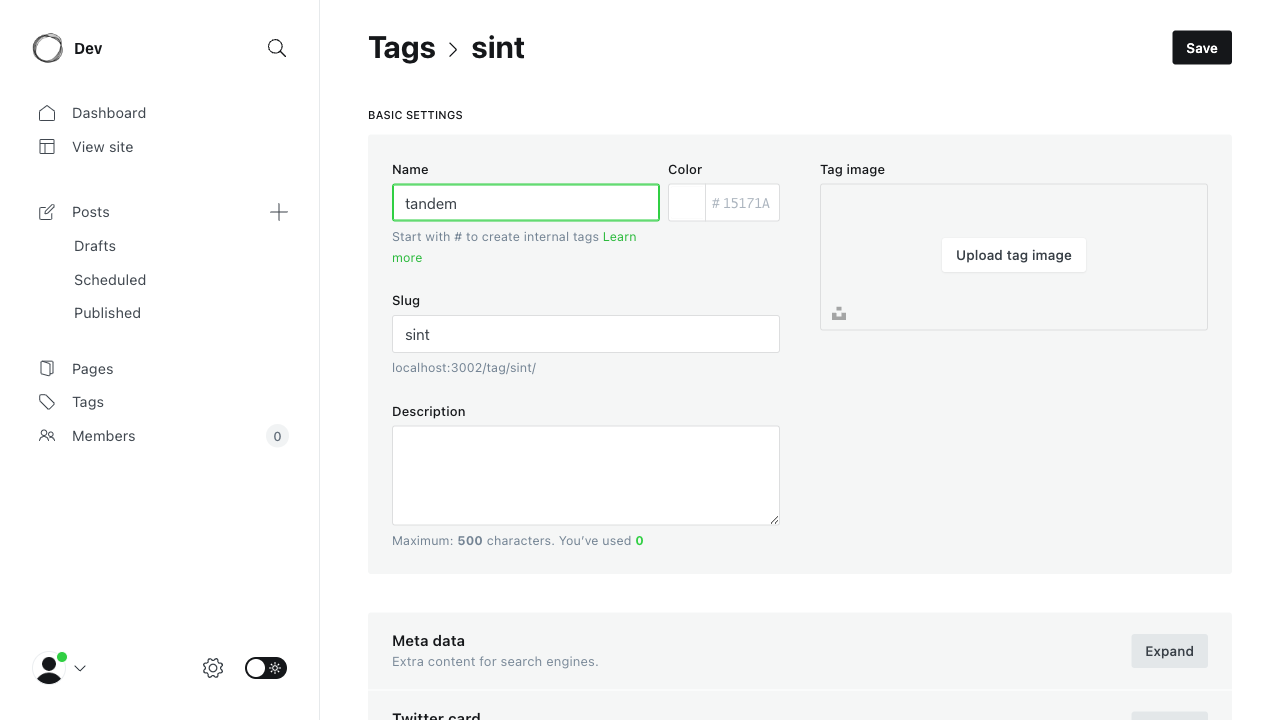 Dev
Dashboard
View site
Posts
Drafts
Scheduled
Published
Pages
Tags
Members
0
Tags
sint
Save
BASIC SETTINGS
Name
tandem
Start with # to create internal tags Learn
more
Color
# 15171A
Slug
sint
localhost:3002/tag/sint/
Description
Maximum: 500 characters. You’ve used 0
Tag image
Upload tag image
Meta data
Extra content for search engines.
Expand
Twitter card